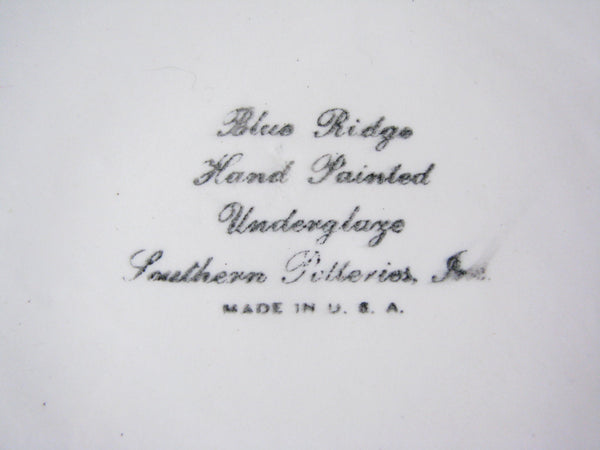 Blue Ridge
Hand Painted
Underglaze
Southern Potteries, Inc.
MADE IN U. S. A.